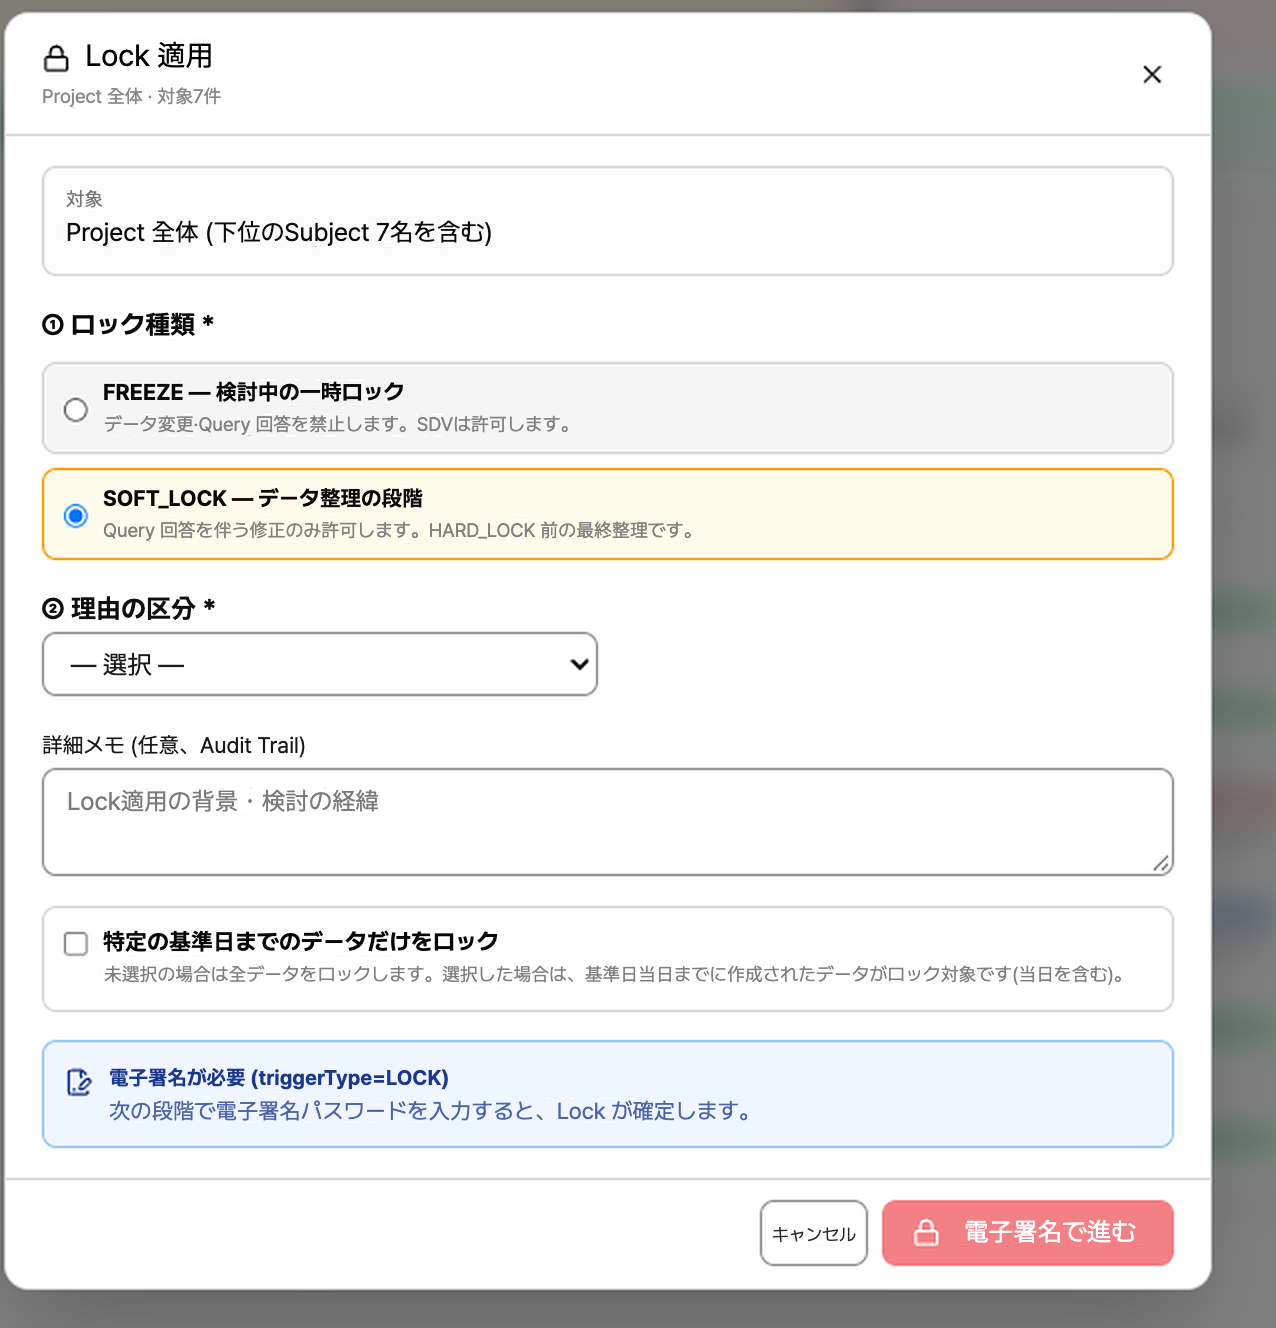 Lock 適用
Project 全体 · 対象7件
対象
Project 全体 (下位のSubject 7名を含む)
① ロック種類 *
FREEZE — 検討中の一時ロック
データ変更·Query 回答を禁止します。SDVは許可します。
SOFT_LOCK — データ整理の段階
Query 回答を伴う修正のみ許可します。HARD_LOCK 前の最終整理です。
② 理由の区分 *
— 選択 —
詳細メモ (任意、Audit Trail)
Lock適用の背景・検討の経緯
特定の基準日までのデータだけをロック
未選択の場合は全データをロックします。選択した場合は、基準日当日までに作成されたデータがロック対象です(当日を含む)。
電子署名が必要 (triggerType=LOCK)
次の段階で電子署名パスワードを入力すると、Lock が確定します。
キャンセル
電子署名で進む